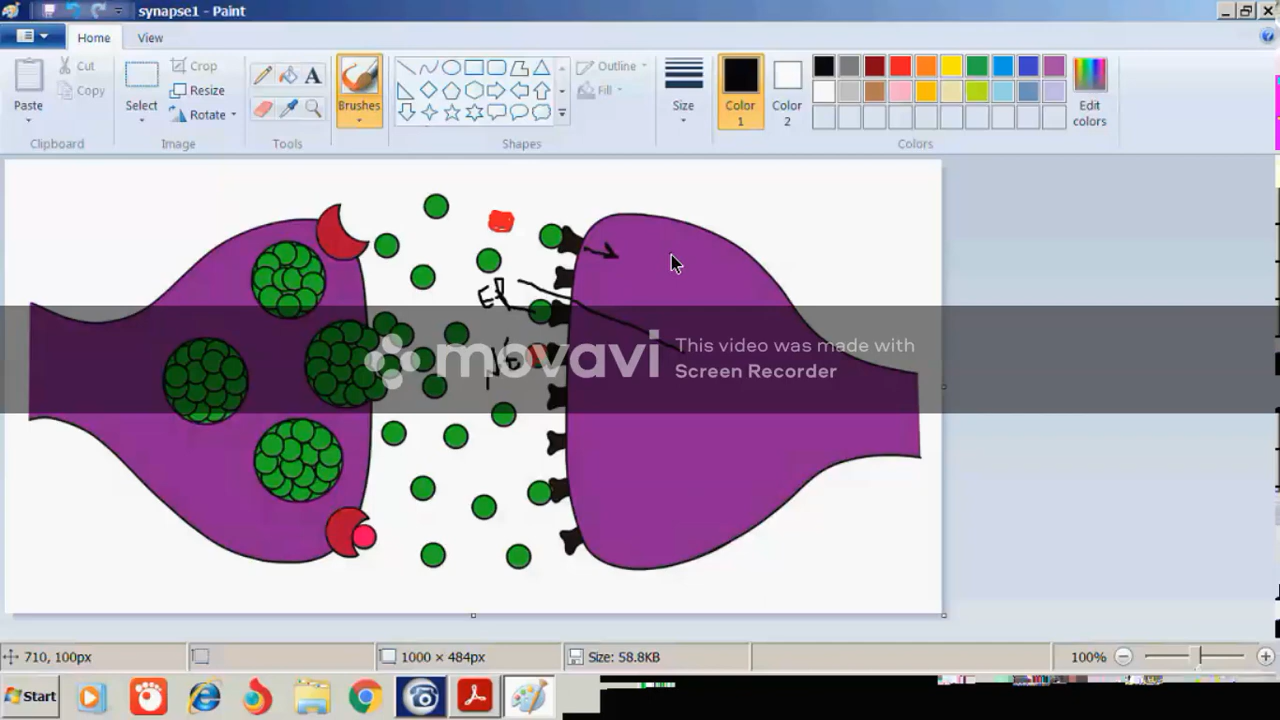 synapse1 - Paint
Home
View
Paste
Cut
Copy
Clipboard
Select
Crop
Resize
Rotate
Image
A
Tools
Brushes
Outline
Fill
Shapes
Size
Color
1
Color
2
Edit
colors
Colors
movavi
This video was made with
Screen Recorder
710, 100px
1000 × 484px
Size: 58.8KB
100%
Start